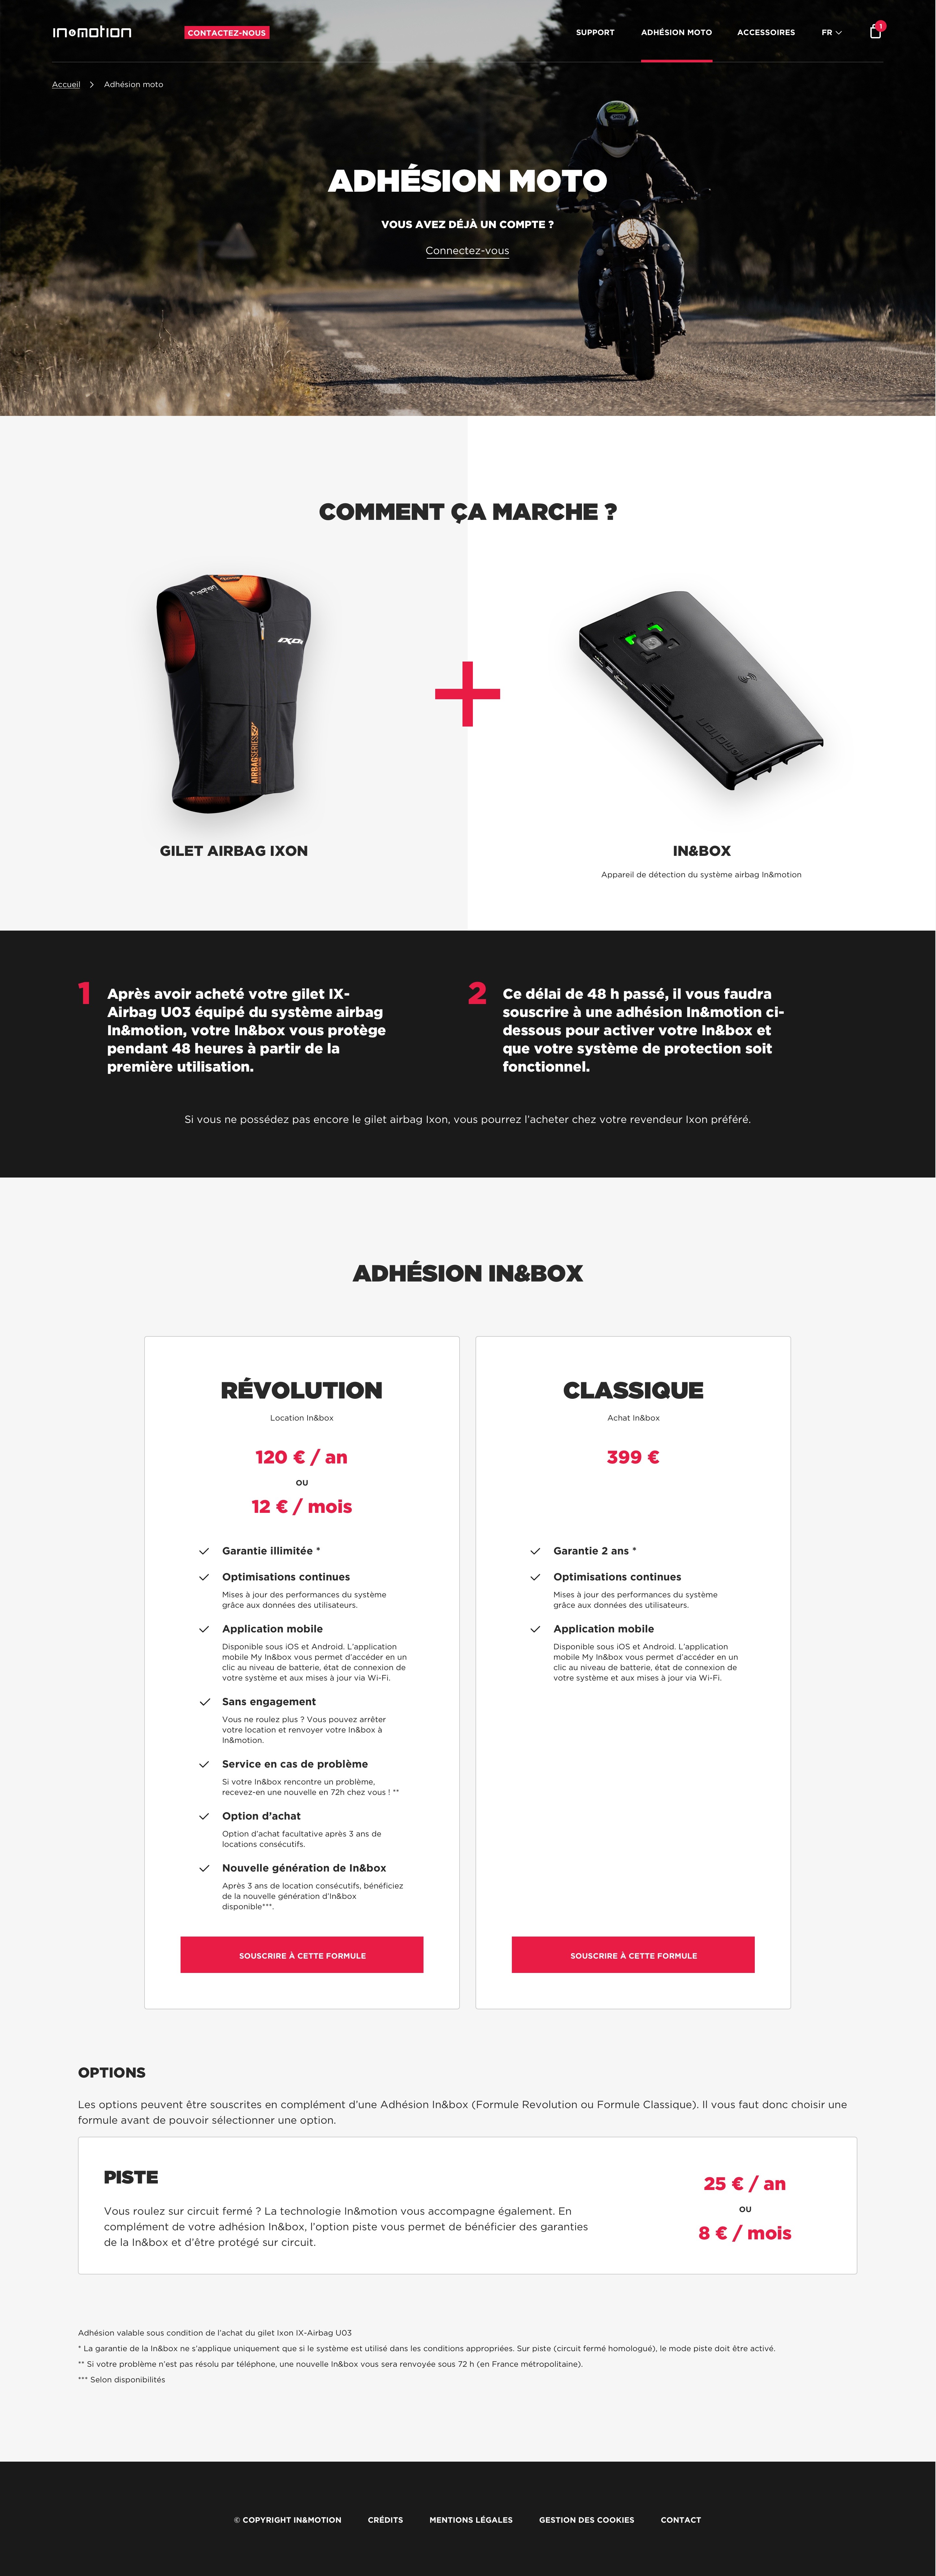 in&motion
CONTACTEZ-NOUS
SUPPORT
ADHÉSION MOTO
ACCESSOIRES
FR
1
Accueil
Adhésion moto
ADHÉSION MOTO
VOUS AVEZ DÉJÀ UN COMPTE ?
Connectez-vous
COMMENT ÇA MARCHE ?
in&motion
IXON
AIRBAGSERIES
in&motion
GILET AIRBAG IXON
IN&BOX
Appareil de détection du système airbag In&motion
1
Après avoir acheté votre gilet IX-
Airbag U03 équipé du système airbag
In&motion, votre In&box vous protège
pendant 48 heures à partir de la
première utilisation.
2
Ce délai de 48 h passé, il vous faudra
souscrire à une adhésion In&motion ci-
dessous pour activer votre In&box et
que votre système de protection soit
fonctionnel.
Si vous ne possédez pas encore le gilet airbag Ixon, vous pourrez l'acheter chez votre revendeur Ixon préféré.
ADHÉSION IN&BOX
RÉVOLUTION
Location In&box
120 € / an
OU
12 € / mois
Garantie illimitée *
Optimisations continues
Mises à jour des performances du système
grâce aux données des utilisateurs.
Application mobile
Disponible sous iOS et Android. L'application
mobile My In&box vous permet d'accéder en un
clic au niveau de batterie, état de connexion de
votre système et aux mises à jour via Wi-Fi.
Sans engagement
Vous ne roulez plus ? Vous pouvez arrêter
votre location et renvoyer votre In&box à
In&motion.
Service en cas de problème
Si votre In&box rencontre un problème,
recevez-en une nouvelle en 72h chez vous ! **
Option d'achat
Option d'achat facultative après 3 ans de
locations consécutifs.
Nouvelle génération de In&box
Après 3 ans de location consécutifs, bénéficiez
de la nouvelle génération d'In&box
disponible***.
SOUSCRIRE À CETTE FORMULE
CLASSIQUE
Achat In&box
399 €
Garantie 2 ans *
Optimisations continues
Mises à jour des performances du système
grâce aux données des utilisateurs.
Application mobile
Disponible sous iOS et Android. L'application
mobile My In&box vous permet d'accéder en un
clic au niveau de batterie, état de connexion de
votre système et aux mises à jour via Wi-Fi.
SOUSCRIRE À CETTE FORMULE
OPTIONS
Les options peuvent être souscrites en complément d'une Adhésion In&box (Formule Revolution ou Formule Classique). Il vous faut donc choisir une
formule avant de pouvoir sélectionner une option.
PISTE
Vous roulez sur circuit fermé ? La technologie In&motion vous accompagne également. En
complément de votre adhésion In&box, l'option piste vous permet de bénéficier des garanties
de la In&box et d'être protégé sur circuit.
25 € / an
OU
8 € / mois
Adhésion valable sous condition de l'achat du gilet Ixon IX-Airbag U03
* La garantie de la In&box ne s'applique uniquement que si le système est utilisé dans les conditions appropriées. Sur piste (circuit fermé homologué), le mode piste doit être activé.
** Si votre problème n'est pas résolu par téléphone, une nouvelle In&box vous sera renvoyée sous 72 h (en France métropolitaine).
*** Selon disponibilités
© COPYRIGHT IN&MOTION
CRÉDITS
MENTIONS LÉGALES
GESTION DES COOKIES
CONTACT